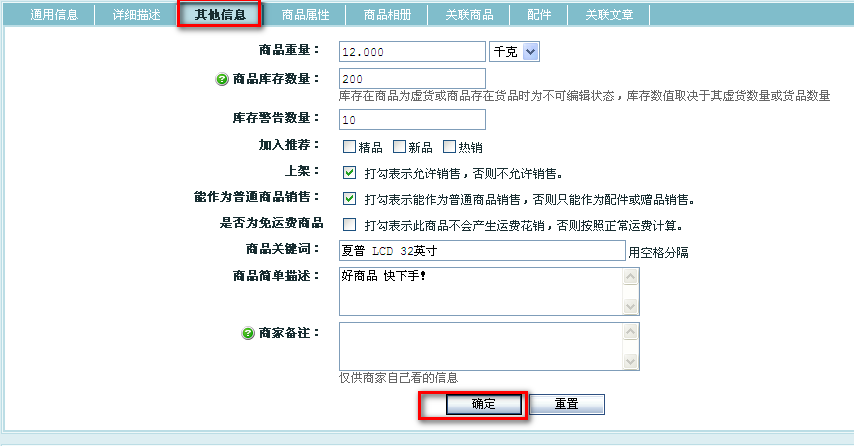 通用信息 详细描述 其他信息 商品属性 商品相册 关联商品 配件 关联文章
商品重量： 12.000 千克
商品库存数量： 200
库存在商品为虚货或商品存在货品时为不可编辑状态，库存数值取决于其虚货数量或货品数量
库存警告数量： 10
加入推荐： 精品 新品 热销
上架： 打勾表示允许销售，否则不允许销售。
能作为普通商品销售： 打勾表示能作为普通商品销售，否则只能作为配件或赠品销售。
是否为免运费商品 打勾表示此商品不会产生运费花销，否则按照正常运费计算。
商品关键词： 夏普 LCD 32英寸 用空格分隔
商品简单描述： 好商品 快下手！
商家备注：
仅供商家自己看的信息
确定 重置